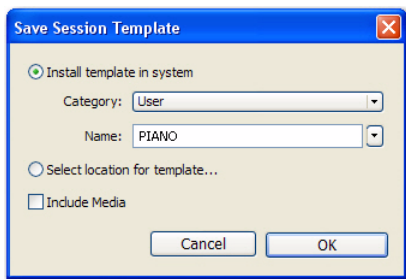 Save Session Template
Install template in system
Category: User
Name: PIANO
Select location for template...
Include Media
Cancel OK